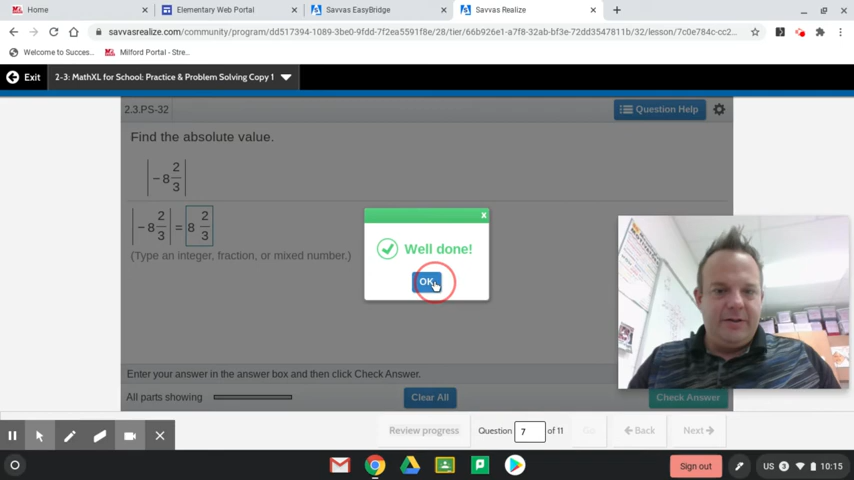 Home
Elementary Web Portal
Savvas EasyBridge
Savvas Realize
savvasrealize.com/community/program/dd517394-1089-3be0-9fdd-7f2ea5591f8e/28/tier/66b926e1-a7f8-32ab-bf3e-72dd3547811b/32/lesson/7c0e784c-cc2...
Welcome to Succes...
Milford Portal - Stre...
Exit
2-3: MathXL for School: Practice & Problem Solving Copy 1
2.3.PS-32
Question Help
Find the absolute value.
|−8 2/3|
|−8 2/3| = 8 2/3
(Type an integer, fraction, or mixed number.)
x
Well done!
OK
Enter your answer in the answer box and then click Check Answer.
All parts showing
Clear All
Check Answer
Review progress
Question 7 of 11
Go
Back
Next
Sign out
US 3 10:15